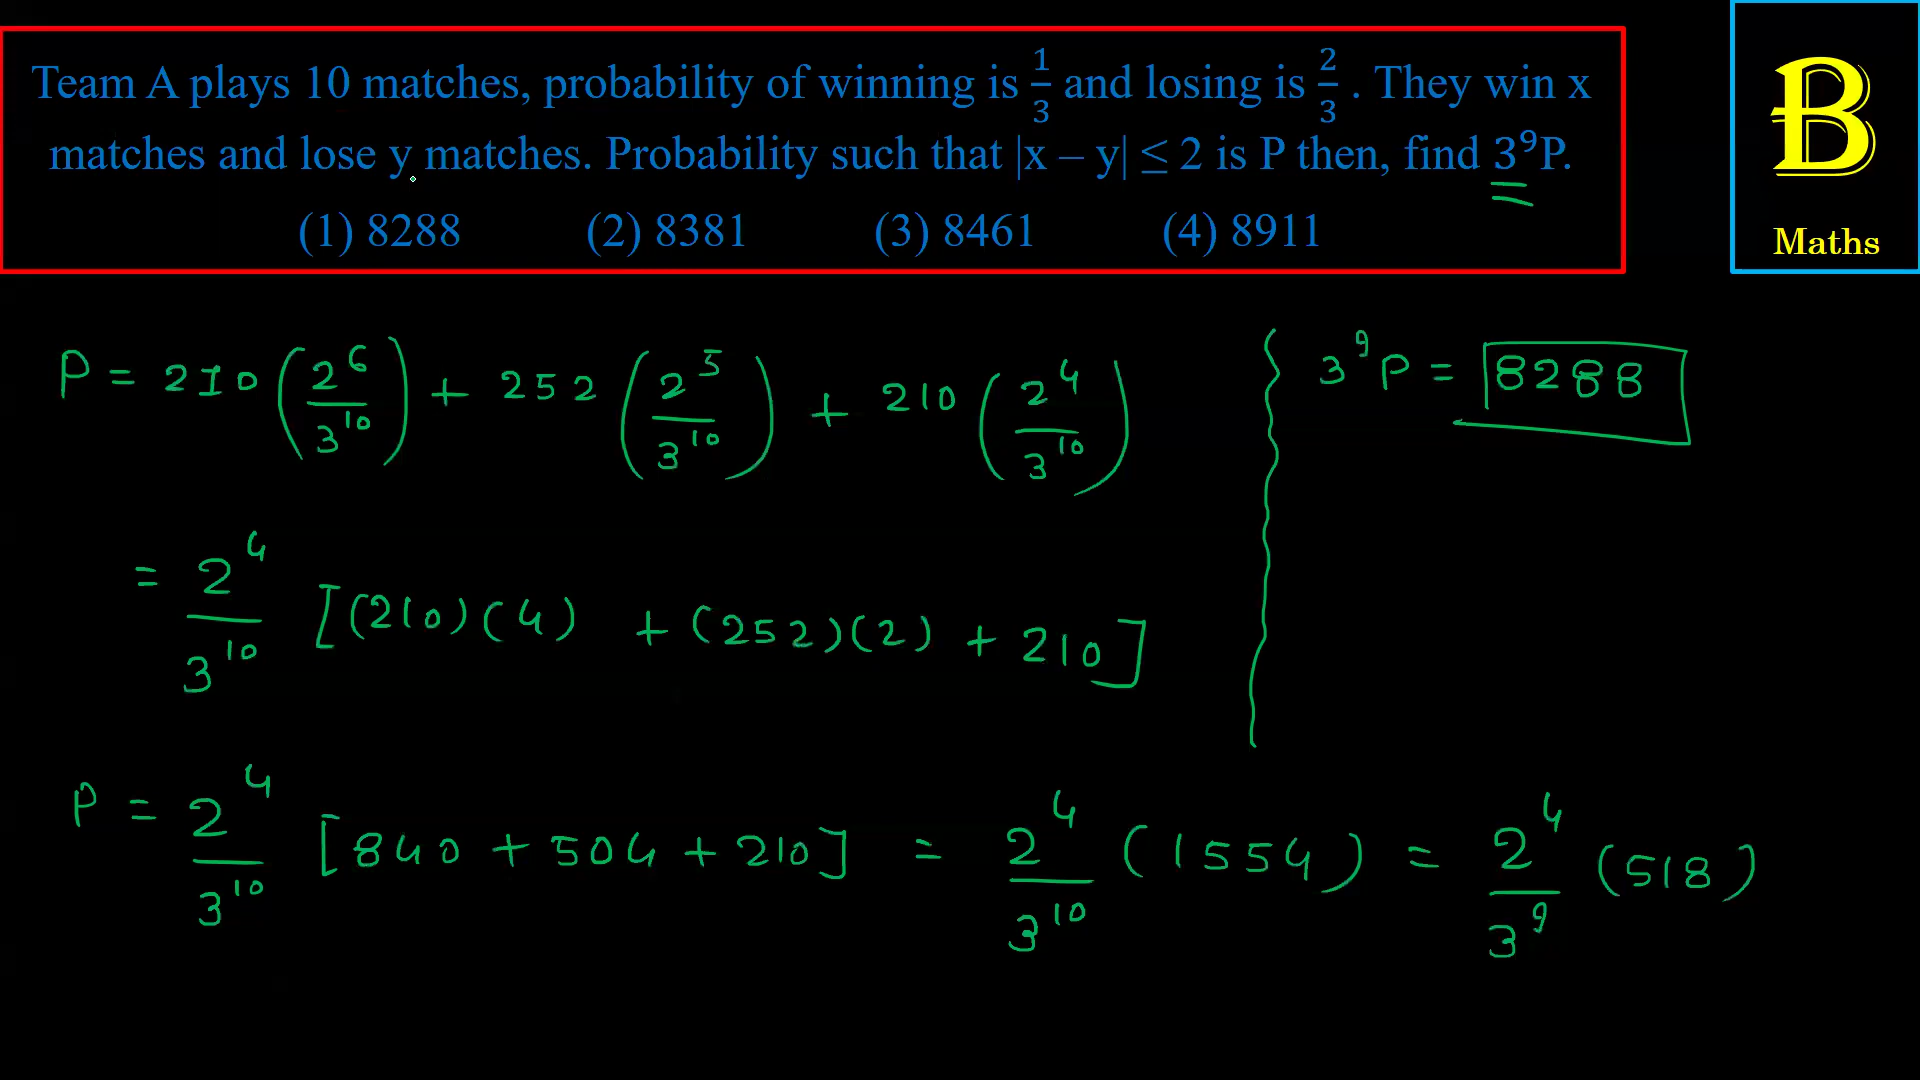 Team A plays 10 matches, probability of winning is 1/3 and losing is 2/3 . They win x
matches and lose y matches. Probability such that |x – y| ≤ 2 is P then, find 3⁹P.
(1) 8288 (2) 8381 (3) 8461 (4) 8911
B
Maths
P = 210 (2⁶/3¹⁰) + 252 (2⁵/3¹⁰) + 210 (2⁴/3¹⁰)
= 2⁴/3¹⁰ [(210)(4) + (252)(2) + 210]
P = 2⁴/3¹⁰ [840 + 504 + 210] = 2⁴/3¹⁰ (1554) = 2⁴/3⁹ (518)
3⁹P = 8288